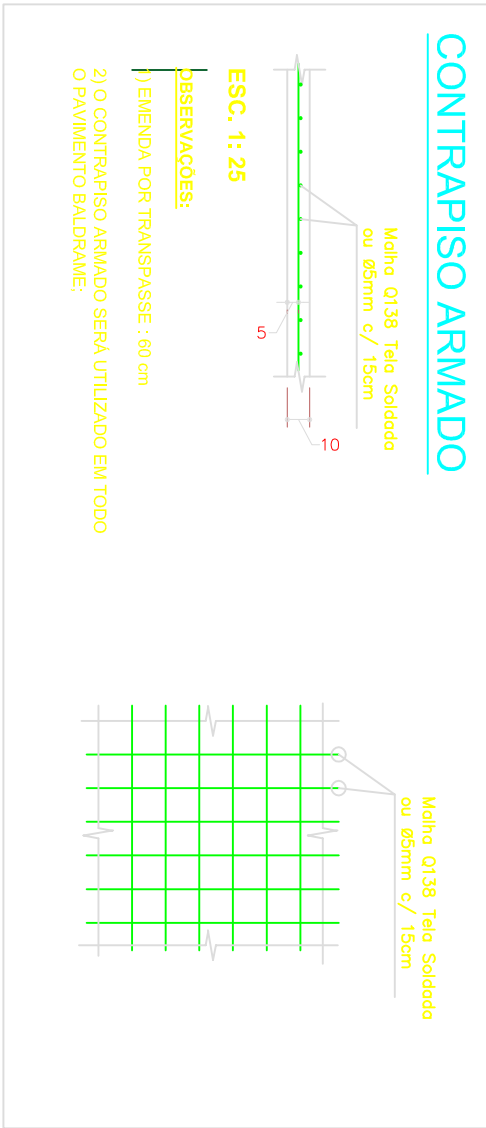 CONTRAPISO ARMADO
Malha Q138 Tela Soldada
ou ø5mm c/ 15cm
5
10
ESC. 1: 25
OBSERVAÇÕES:
1) EMENDA POR TRANSPASSE : 60 cm
2) O CONTRAPISO ARMADO SERÁ UTILIZADO EM TODO
O PAVIMENTO BALDRAME;
Malha Q138 Tela Soldada
ou ø5mm c/ 15cm